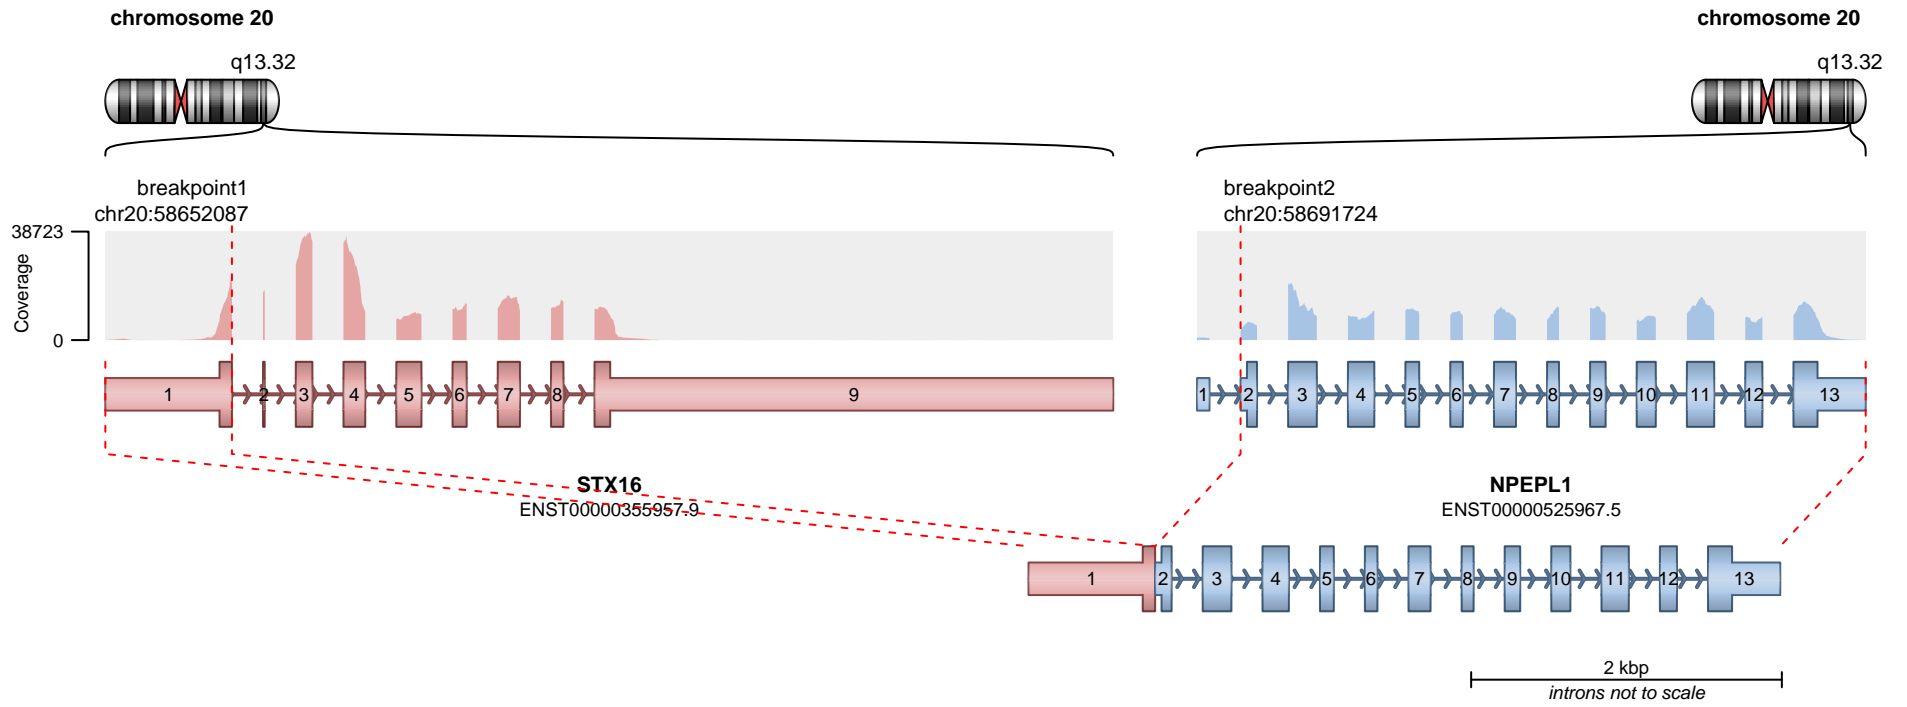 chromosome 20
chromosome 20
q13.32
q13.32
breakpoint1
chr20:58652087
breakpoint2
chr20:58691724
38723
Coverage
0
1 2 3 4 5 6 7 8 9
1 2 3 4 5 6 7 8 9 10 11 12 13
STX16
ENST00000355957.9
NPEPL1
ENST00000525967.5
1 2 3 4 5 6 7 8 9 10 11 12 13
2 kbp
introns not to scale